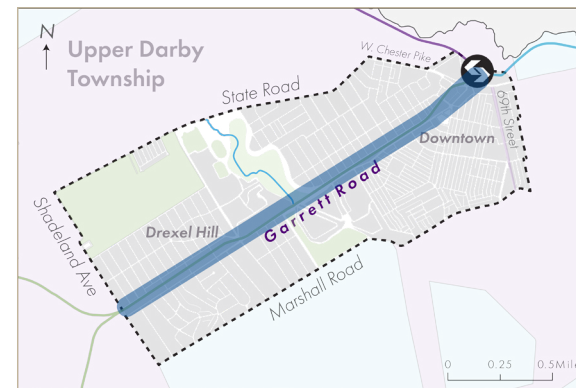 N
Upper Darby
Township
W. Chester Pike
State Road
69th Street
Downtown
Garrett Road
Shadeland Ave
Drexel Hill
Marshall Road
0 0.25 0.5Mile